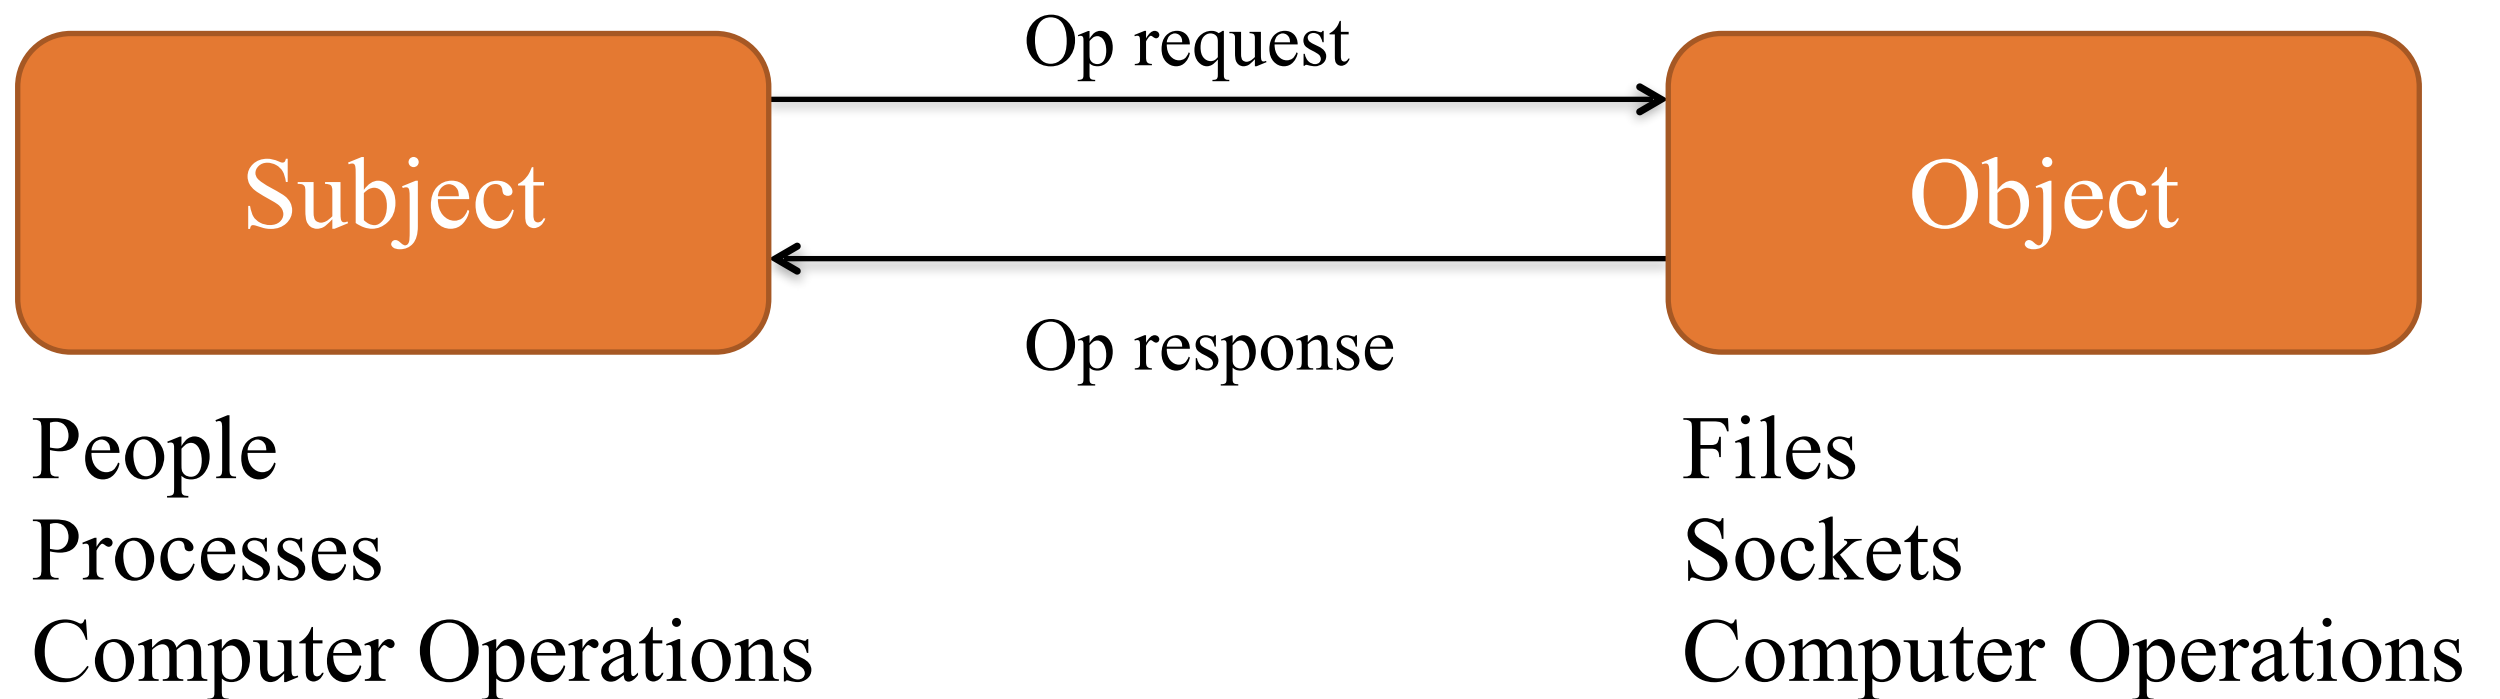 Op request
Subject
Object
Op response
People
Processes
Computer Operations
Files
Sockets
Computer Operations